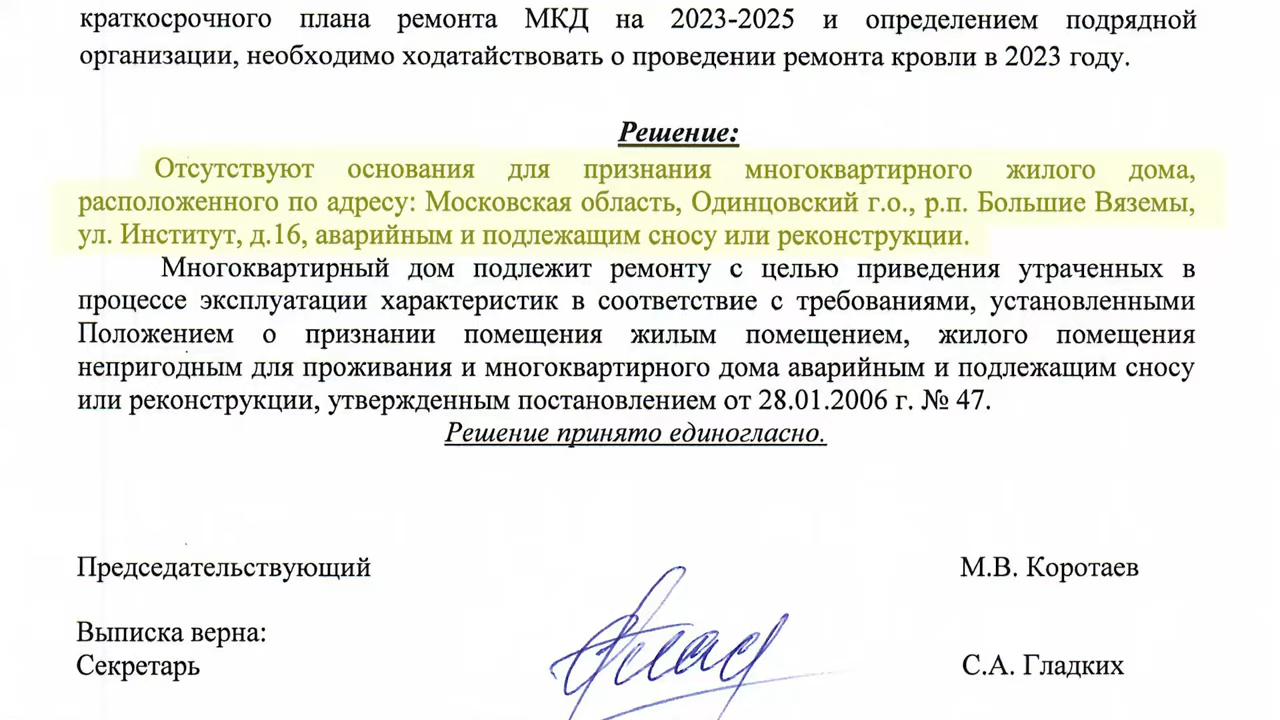 краткосрочного плана ремонта МКД на 2023-2025 и определением подрядной
организации, необходимо ходатайствовать о проведении ремонта кровли в 2023 году.
Решение:
Отсутствуют основания для признания многоквартирного жилого дома,
расположенного по адресу: Московская область, Одинцовский г.о., р.п. Большие Вяземы,
ул. Институт, д.16, аварийным и подлежащим сносу или реконструкции.
Многоквартирный дом подлежит ремонту с целью приведения утраченных в
процессе эксплуатации характеристик в соответствие с требованиями, установленными
Положением о признании помещения жилым помещением, жилого помещения
непригодным для проживания и многоквартирного дома аварийным и подлежащим сносу
или реконструкции, утвержденным постановлением от 28.01.2006 г. № 47.
Решение принято единогласно.
Председательствующий М.В. Коротаев
Выписка верна:
Секретарь С.А. Гладких